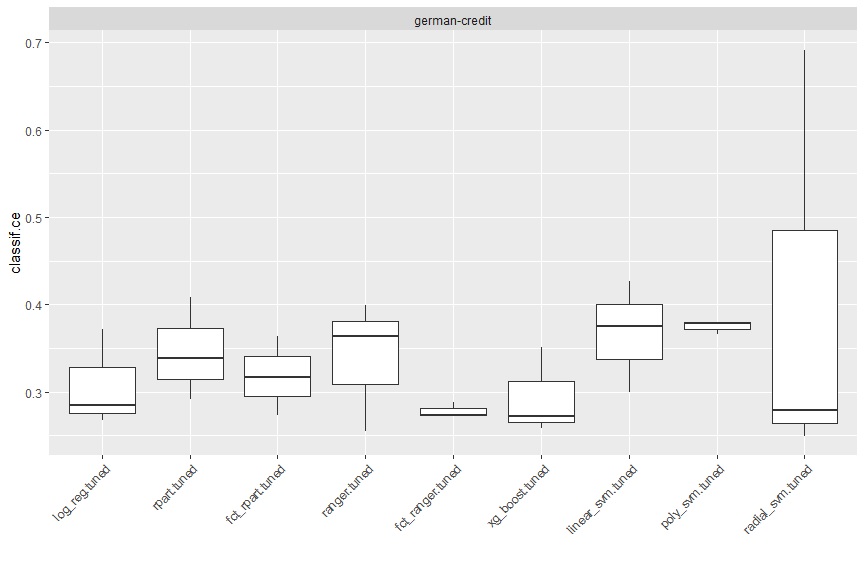 german-credit
classif.ce
0.7
0.6
0.5
0.4
0.3
log_reg.tuned
rpart.tuned
fct_rpart.tuned
ranger.tuned
fct_ranger.tuned
xg_boost.tuned
linear_svm.tuned
poly_svm.tuned
radial_svm.tuned